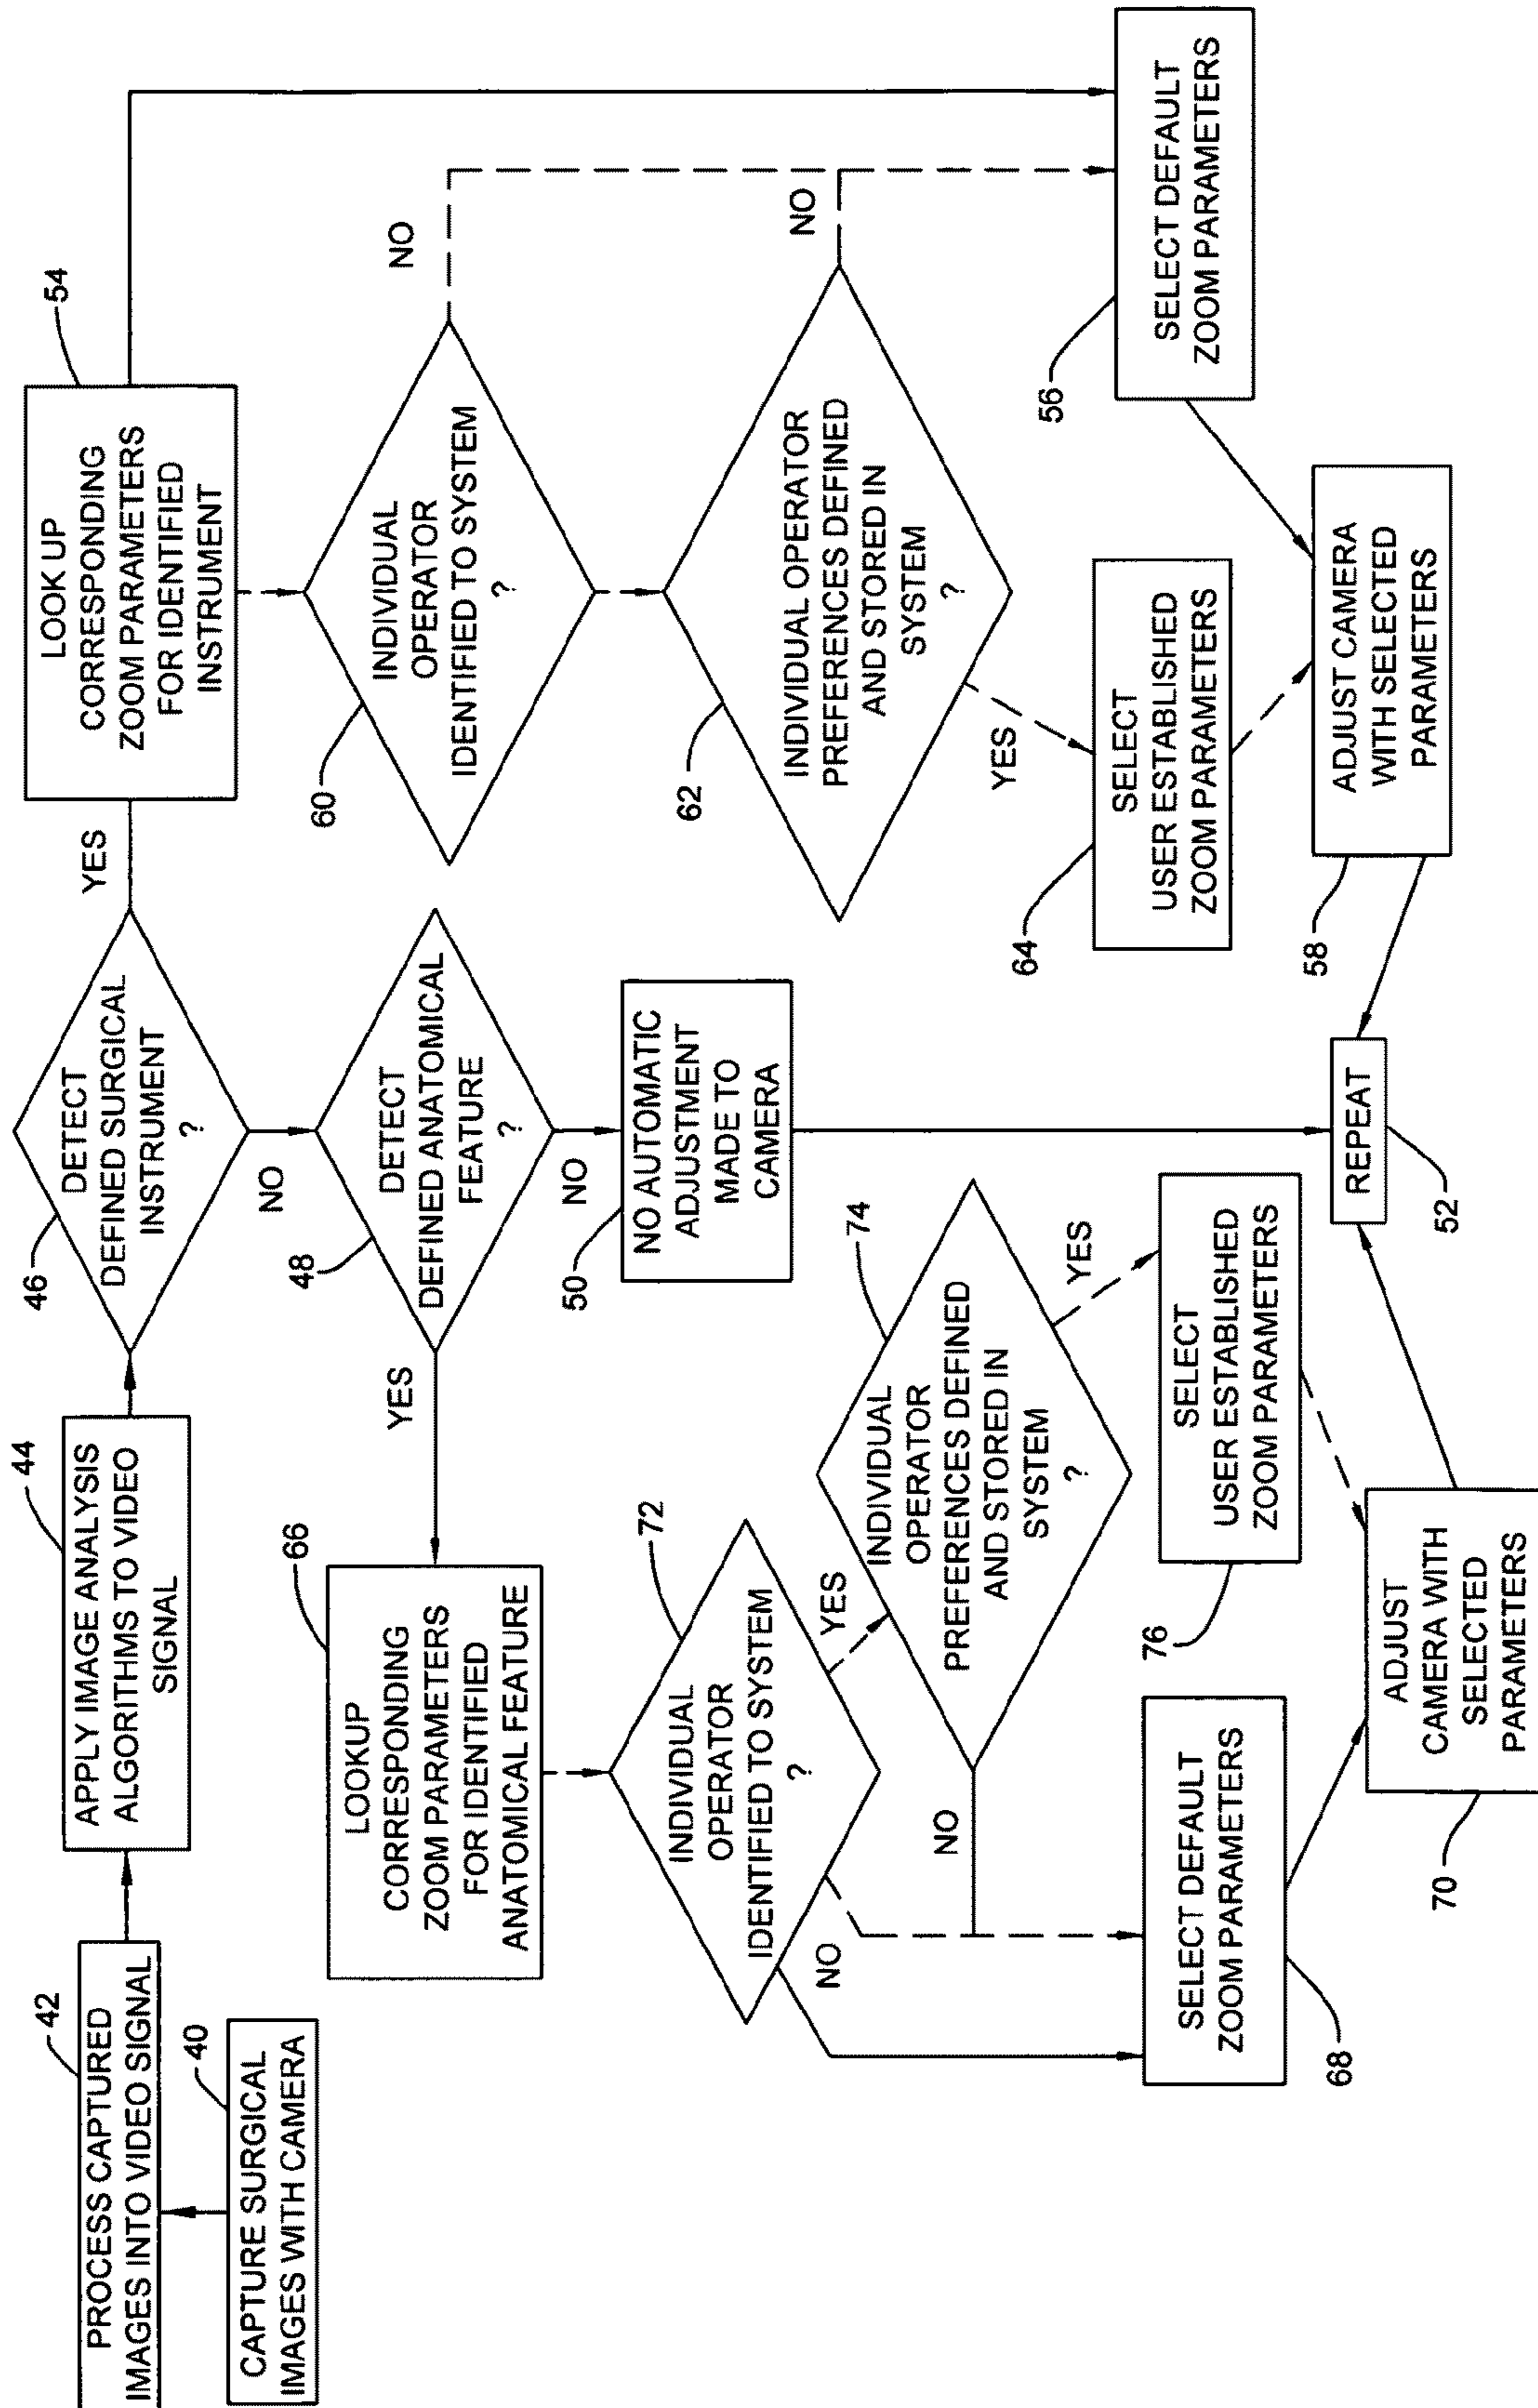 42
PROCESS CAPTURED
IMAGES INTO VIDEO SIGNAL
40
CAPTURE SURGICAL
IMAGES WITH CAMERA
44
APPLY IMAGE ANALYSIS
ALGORITHMS TO VIDEO
SIGNAL
46
DETECT
DEFINED SURGICAL
INSTRUMENT
?
YES
NO
54
LOOK UP
CORRESPONDING
ZOOM PARAMETERS
FOR IDENTIFIED
INSTRUMENT
48
DETECT
DEFINED ANATOMICAL
FEATURE
?
YES
NO
50
NO AUTOMATIC
ADJUSTMENT
MADE TO
CAMERA
60
INDIVIDUAL
OPERATOR
IDENTIFIED TO SYSTEM
?
NO
62
INDIVIDUAL OPERATOR
PREFERENCES DEFINED
AND STORED IN
SYSTEM
?
NO
YES
64
SELECT
USER ESTABLISHED
ZOOM PARAMETERS
56
SELECT DEFAULT
ZOOM PARAMETERS
58
ADJUST CAMERA
WITH SELECTED
PARAMETERS
REPEAT
52
66
LOOKUP
CORRESPONDING
ZOOM PARAMETERS
FOR IDENTIFIED
ANATOMICAL FEATURE
72
INDIVIDUAL
OPERATOR
IDENTIFIED TO SYSTEM
?
YES
NO
74
INDIVIDUAL
OPERATOR
PREFERENCES DEFINED
AND STORED IN
SYSTEM
?
YES
NO
76
SELECT
USER ESTABLISHED
ZOOM PARAMETERS
SELECT DEFAULT
ZOOM PARAMETERS
68
ADJUST
CAMERA WITH
SELECTED
PARAMETERS
70